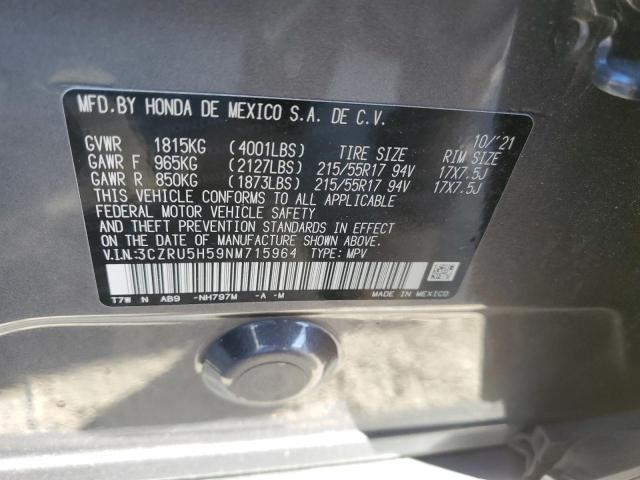 MFD.BY HONDA DE MEXICO S.A. DE C.V.
10/'21
GVWR 1815KG (4001LBS) TIRE SIZE RIM SIZE
GAWR F 965KG (2127LBS) 215/55R17 94V 17X7.5J
GAWR R 850KG (1873LBS) 215/55R17 94V 17X7.5J
THIS VEHICLE CONFORMS TO ALL APPLICABLE
FEDERAL MOTOR VEHICLE SAFETY
AND THEFT PREVENTION STANDARDS IN EFFECT
ON THE DATE OF MANUFACTURE SHOWN ABOVE.
V.I.N.:3CZRU5H59NM715964 TYPE: MPV
T7W N AB9 -NH797M -A -M
MADE IN MEXICO